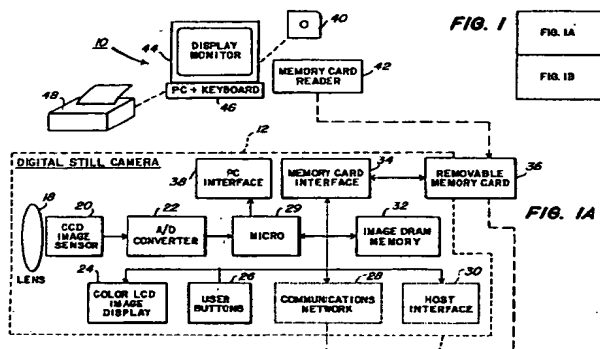 FIG. 1
FIG. 1A
FIG. 1B
10
44
DISPLAY
MONITOR
40
MEMORY CARD
READER
42
48
PC + KEYBOARD
46
12
DIGITAL STILL CAMERA
38
PC
INTERFACE
MEMORY CARD
INTERFACE
34
REMOVABLE
MEMORY CARD
36
FIG. 1A
18
LENS
20
CCD
IMAGE
SENSOR
22
A/D
CONVERTER
29
MICRO
32
IMAGE DRAM
MEMORY
24
COLOR LCD
IMAGE
DISPLAY
26
USER
BUTTONS
28
COMMUNICATIONS
NETWORK
30
HOST
INTERFACE